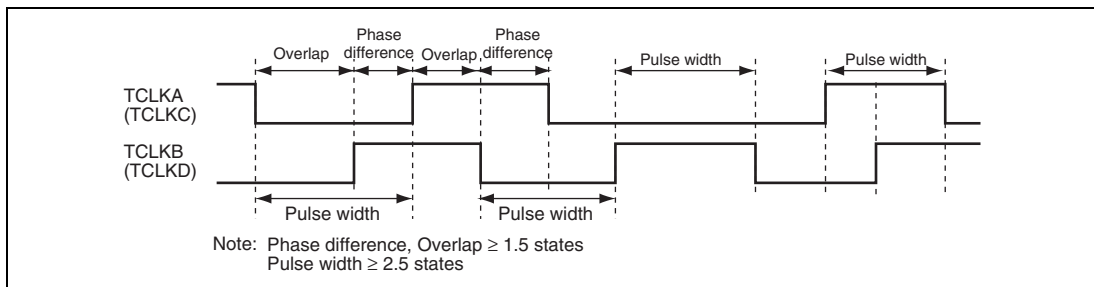 Overlap
Phase
difference
Overlap
Phase
difference
Pulse width
Pulse width
TCLKA
(TCLKC)
TCLKB
(TCLKD)
Pulse width
Pulse width
Note: Phase difference, Overlap ≥ 1.5 states
Pulse width ≥ 2.5 states